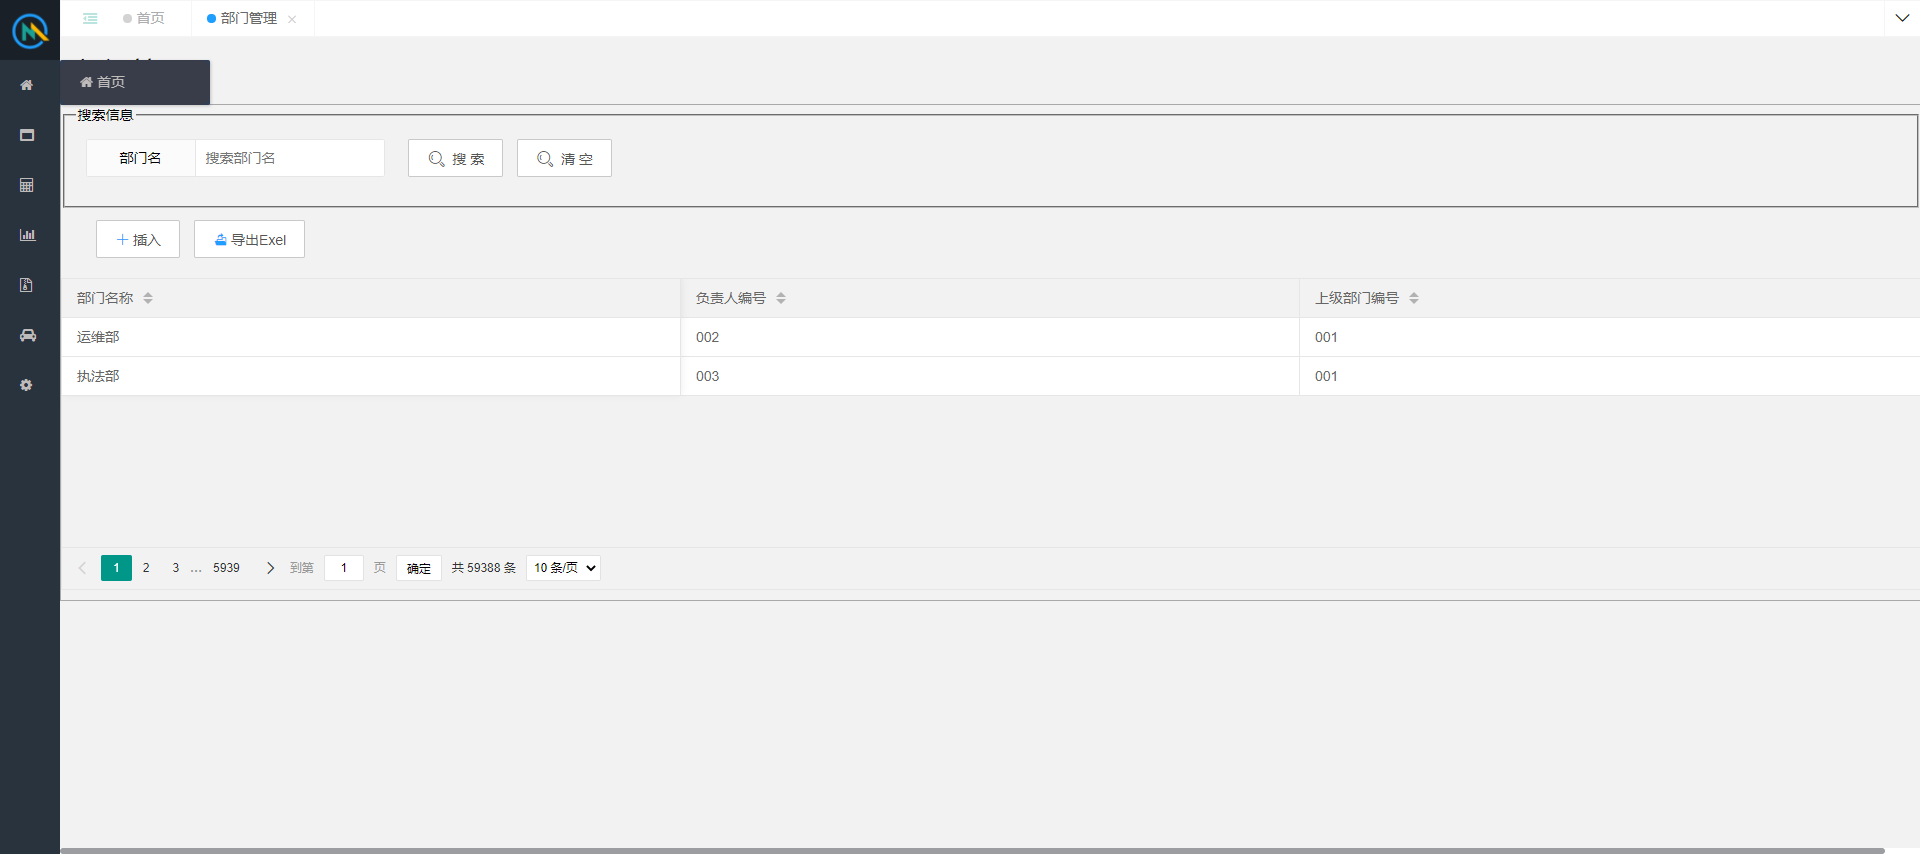 首页
部门管理
首页
搜索信息
部门名
搜索部门名
搜 索
清 空
插入
导出Exel
部门名称
负责人编号
上级部门编号
运维部
002
001
执法部
003
001
1 2 3 … 5939 到第 1 页 确定 共 59388 条 10 条/页